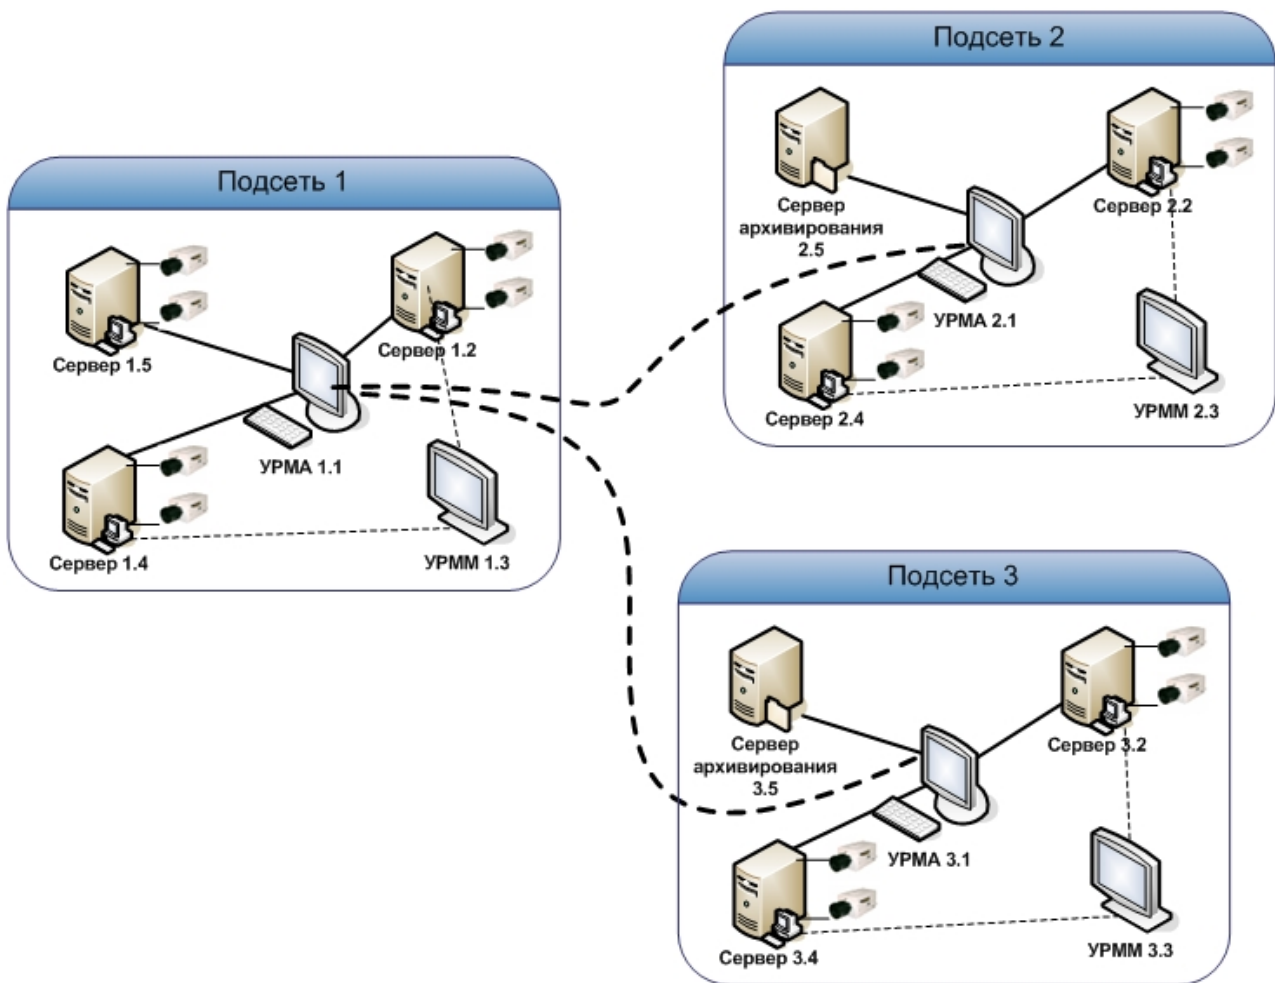 Подсеть 1
Сервер 1.5
Сервер 1.2
УРМА 1.1
Сервер 1.4
УРММ 1.3
Подсеть 2
Сервер
архивирования
2.5
Сервер 2.2
УРМА 2.1
Сервер 2.4
УРММ 2.3
Подсеть 3
Сервер
архивирования
3.5
Сервер 3.2
УРМА 3.1
Сервер 3.4
УРММ 3.3